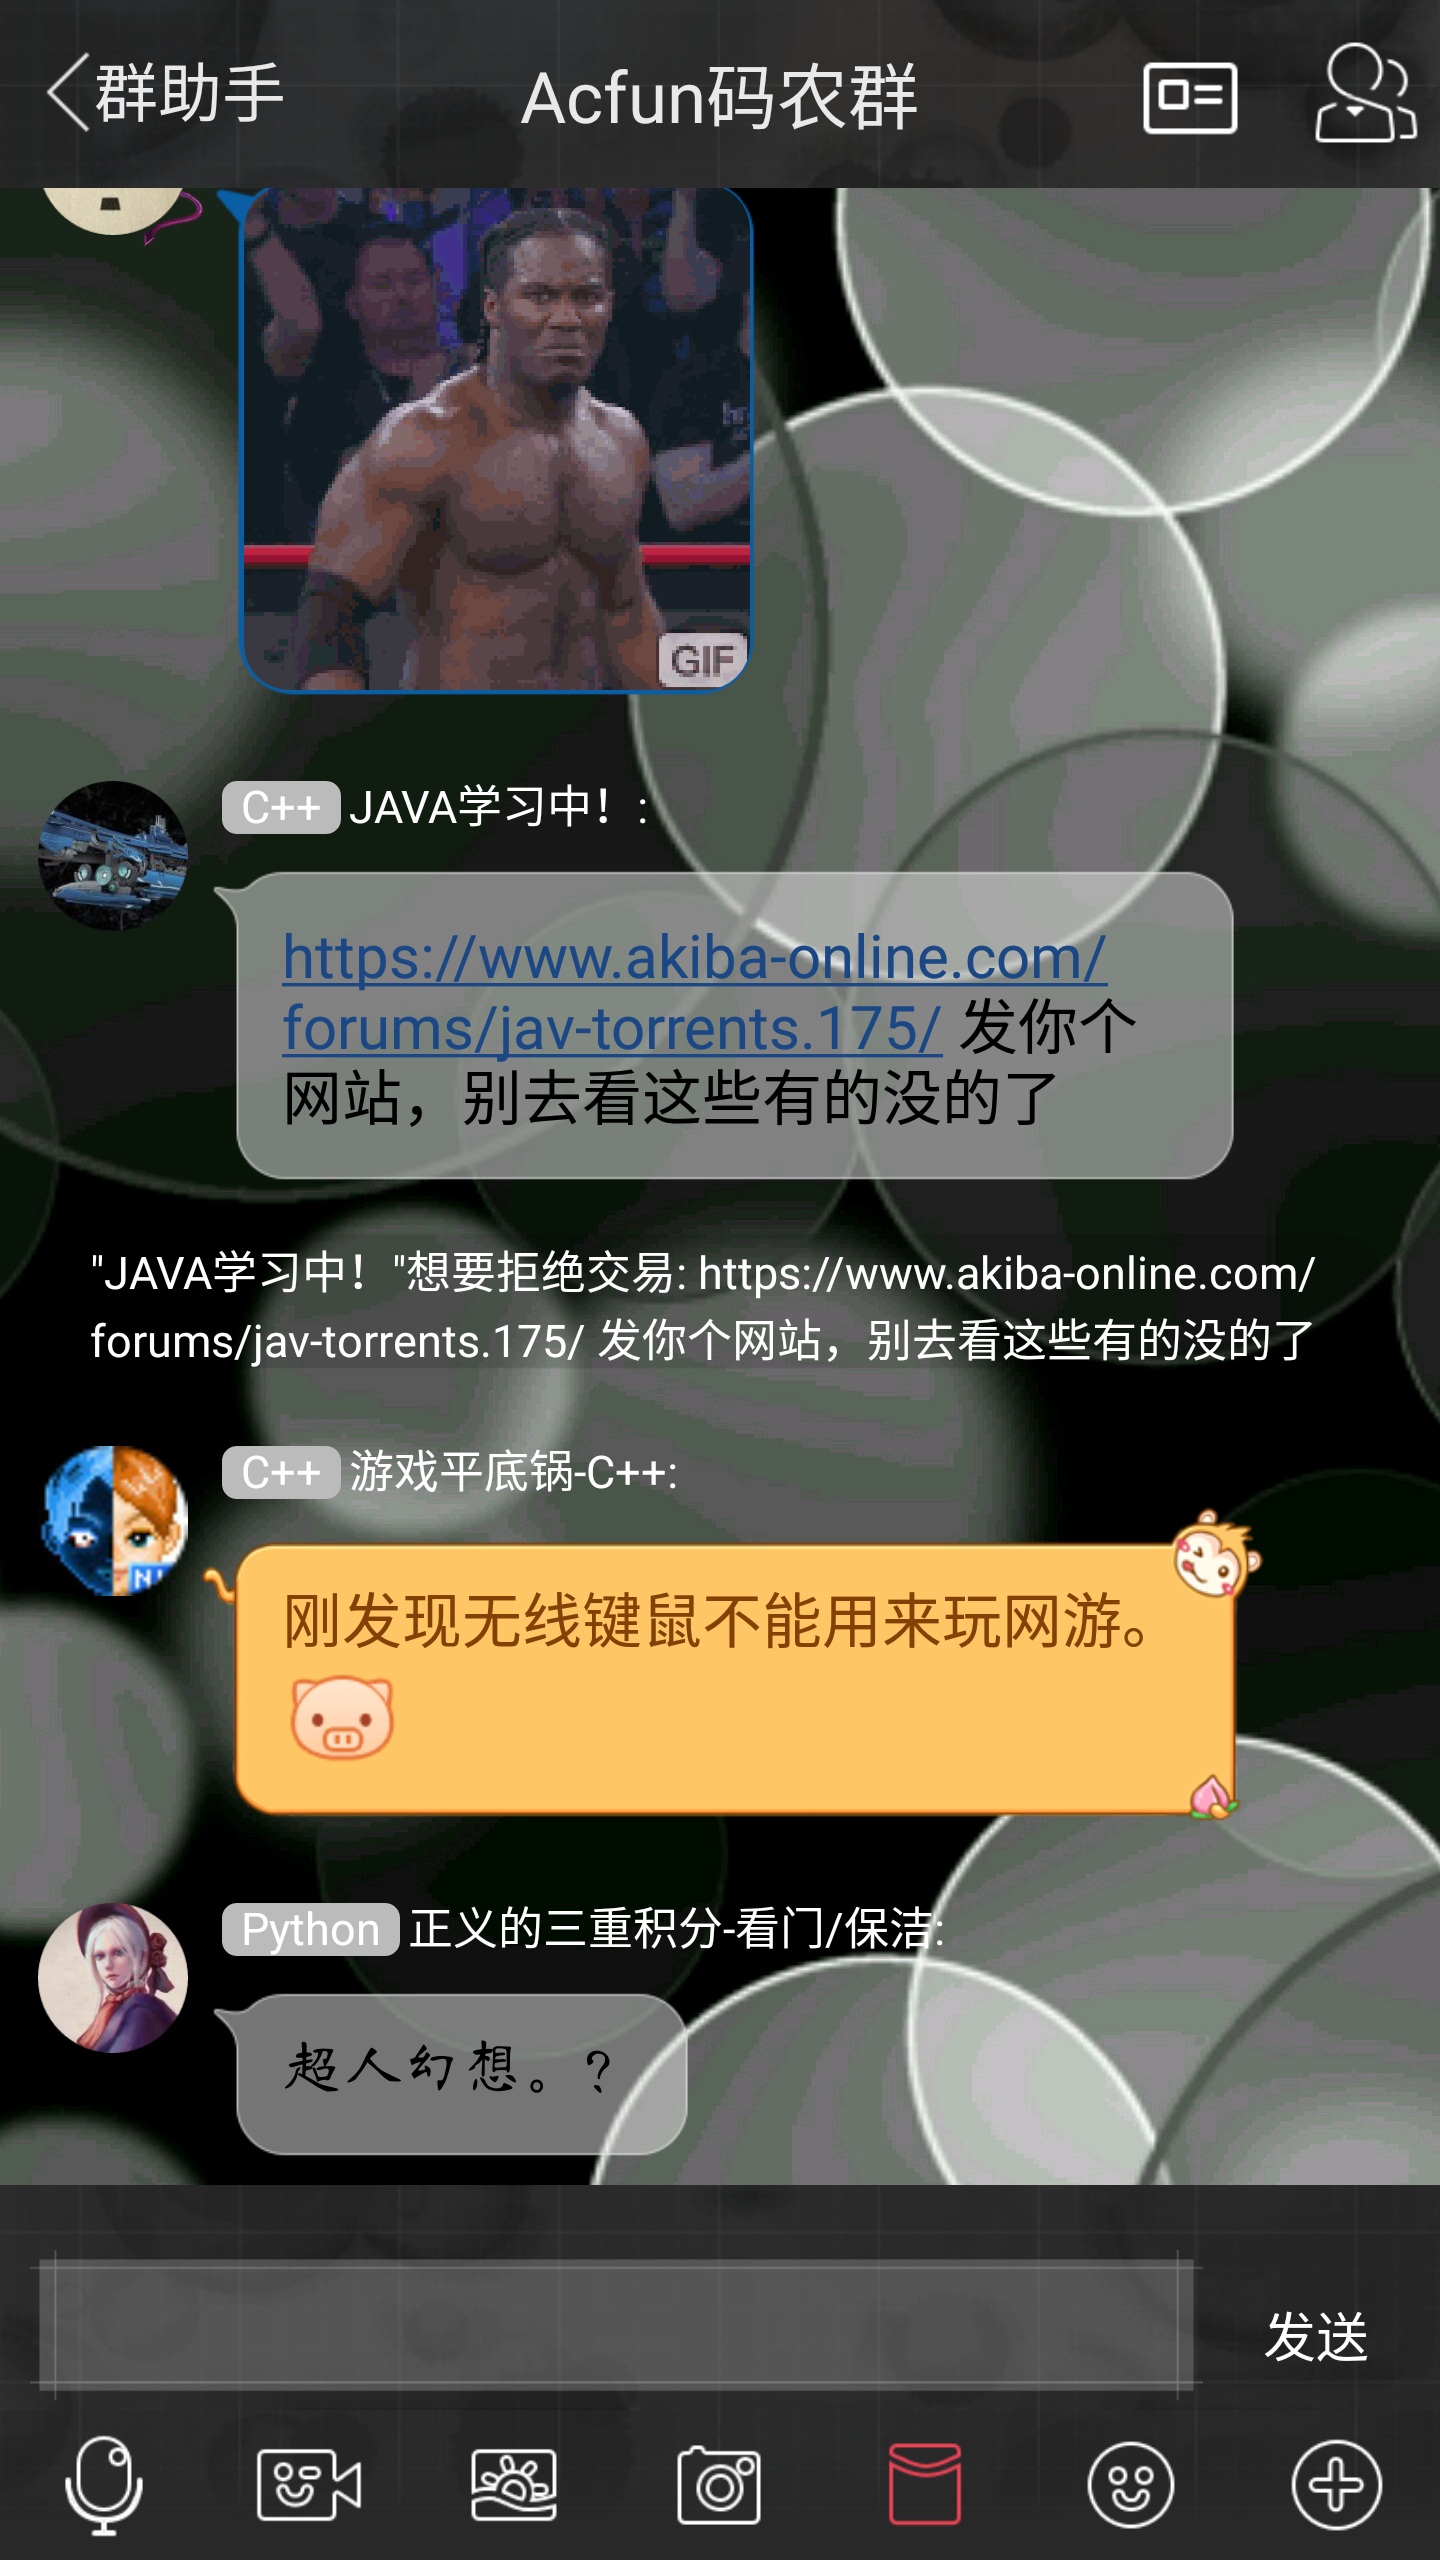 群助手
Acfun码农群
GIF
C++ JAVA学习中！:
https://www.akiba-online.com/
forums/jav-torrents.175/ 发你个
网站，别去看这些有的没的了
"JAVA学习中！"想要拒绝交易: https://www.akiba-online.com/
forums/jav-torrents.175/ 发你个网站，别去看这些有的没的了
C++ 游戏平底锅-C++:
刚发现无线键鼠不能用来玩网游。
Python 正义的三重积分-看门/保洁:
超人幻想。？
发送